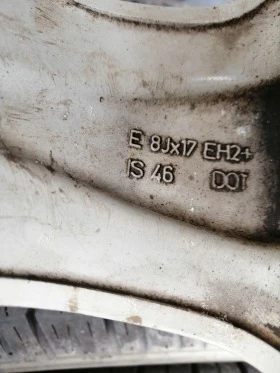 E 8Jx17 EH2+
IS 46 DOT